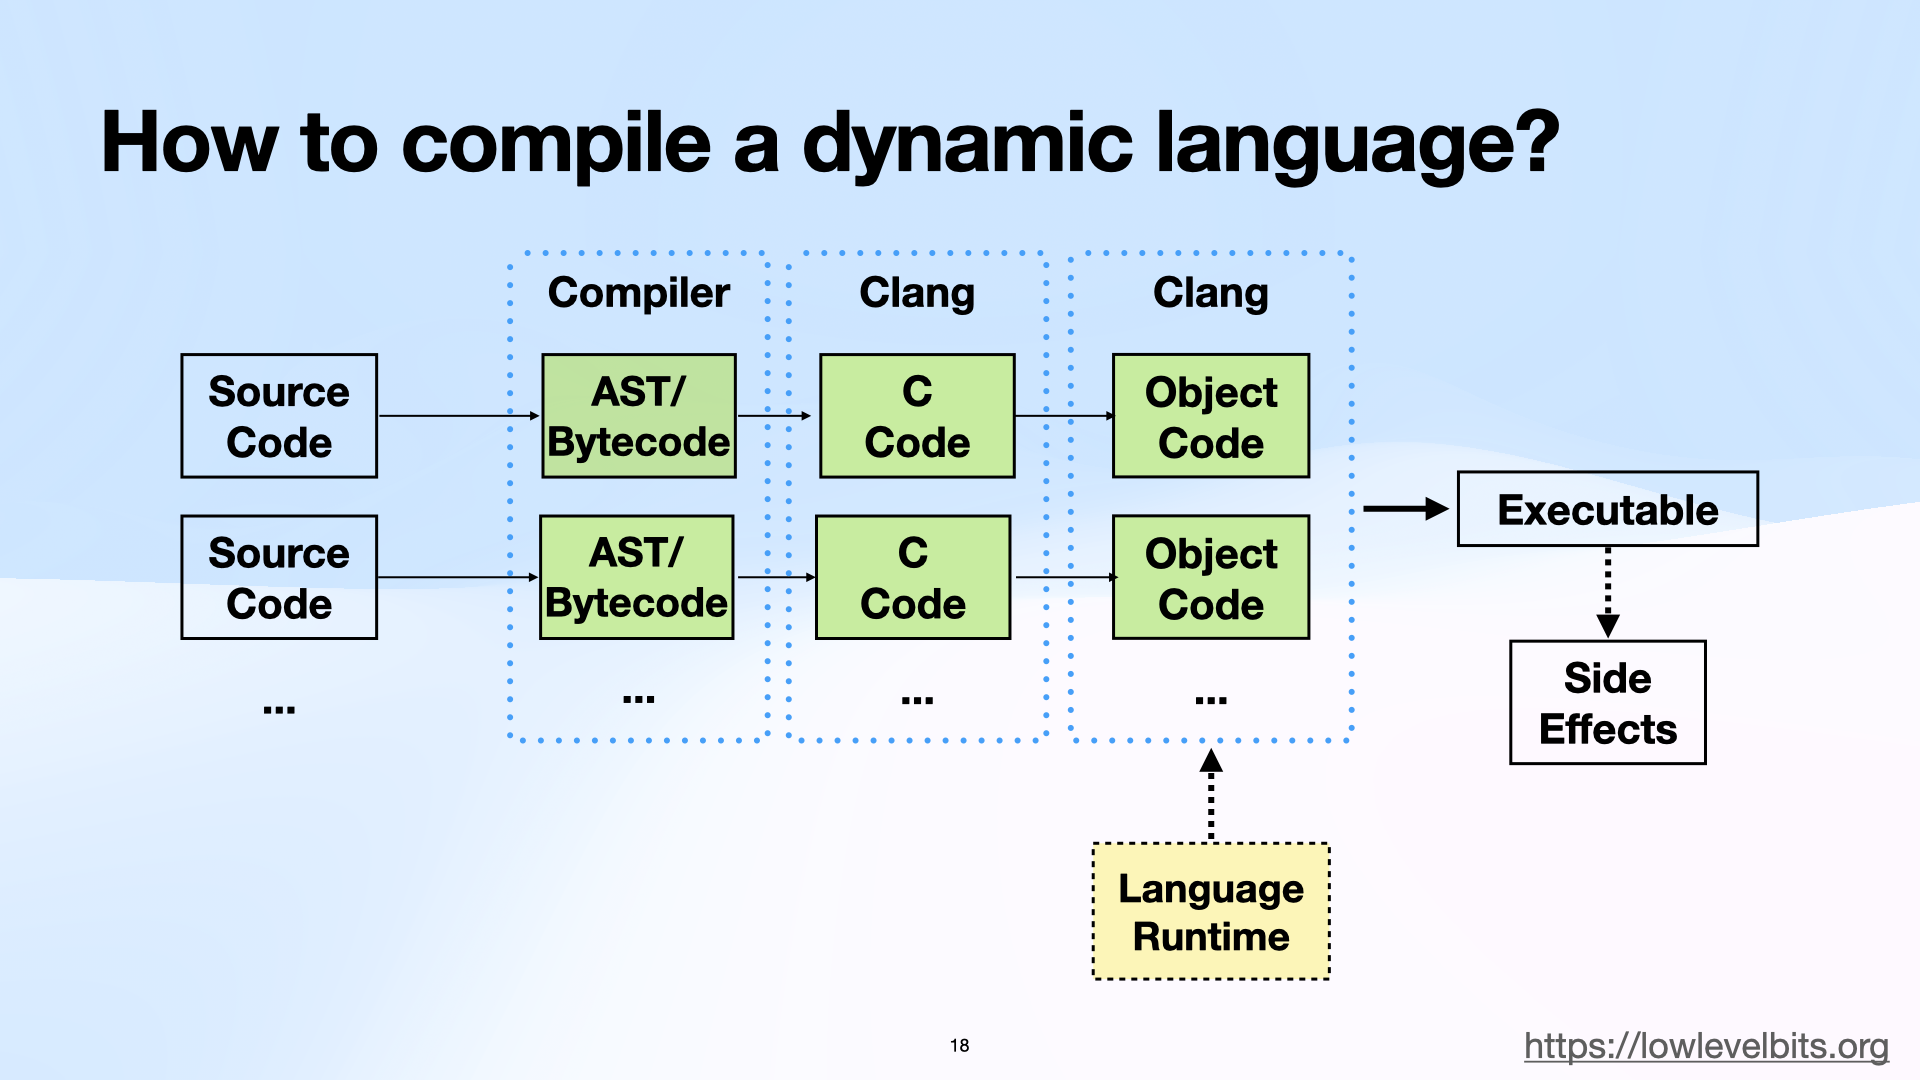 How to compile a dynamic language?
Compiler
Clang
Clang
Source
Code
AST/
Bytecode
C
Code
Object
Code
Source
Code
AST/
Bytecode
C
Code
Object
Code
...
...
...
...
Executable
Side
Effects
Language
Runtime
18
https://lowlevelbits.org